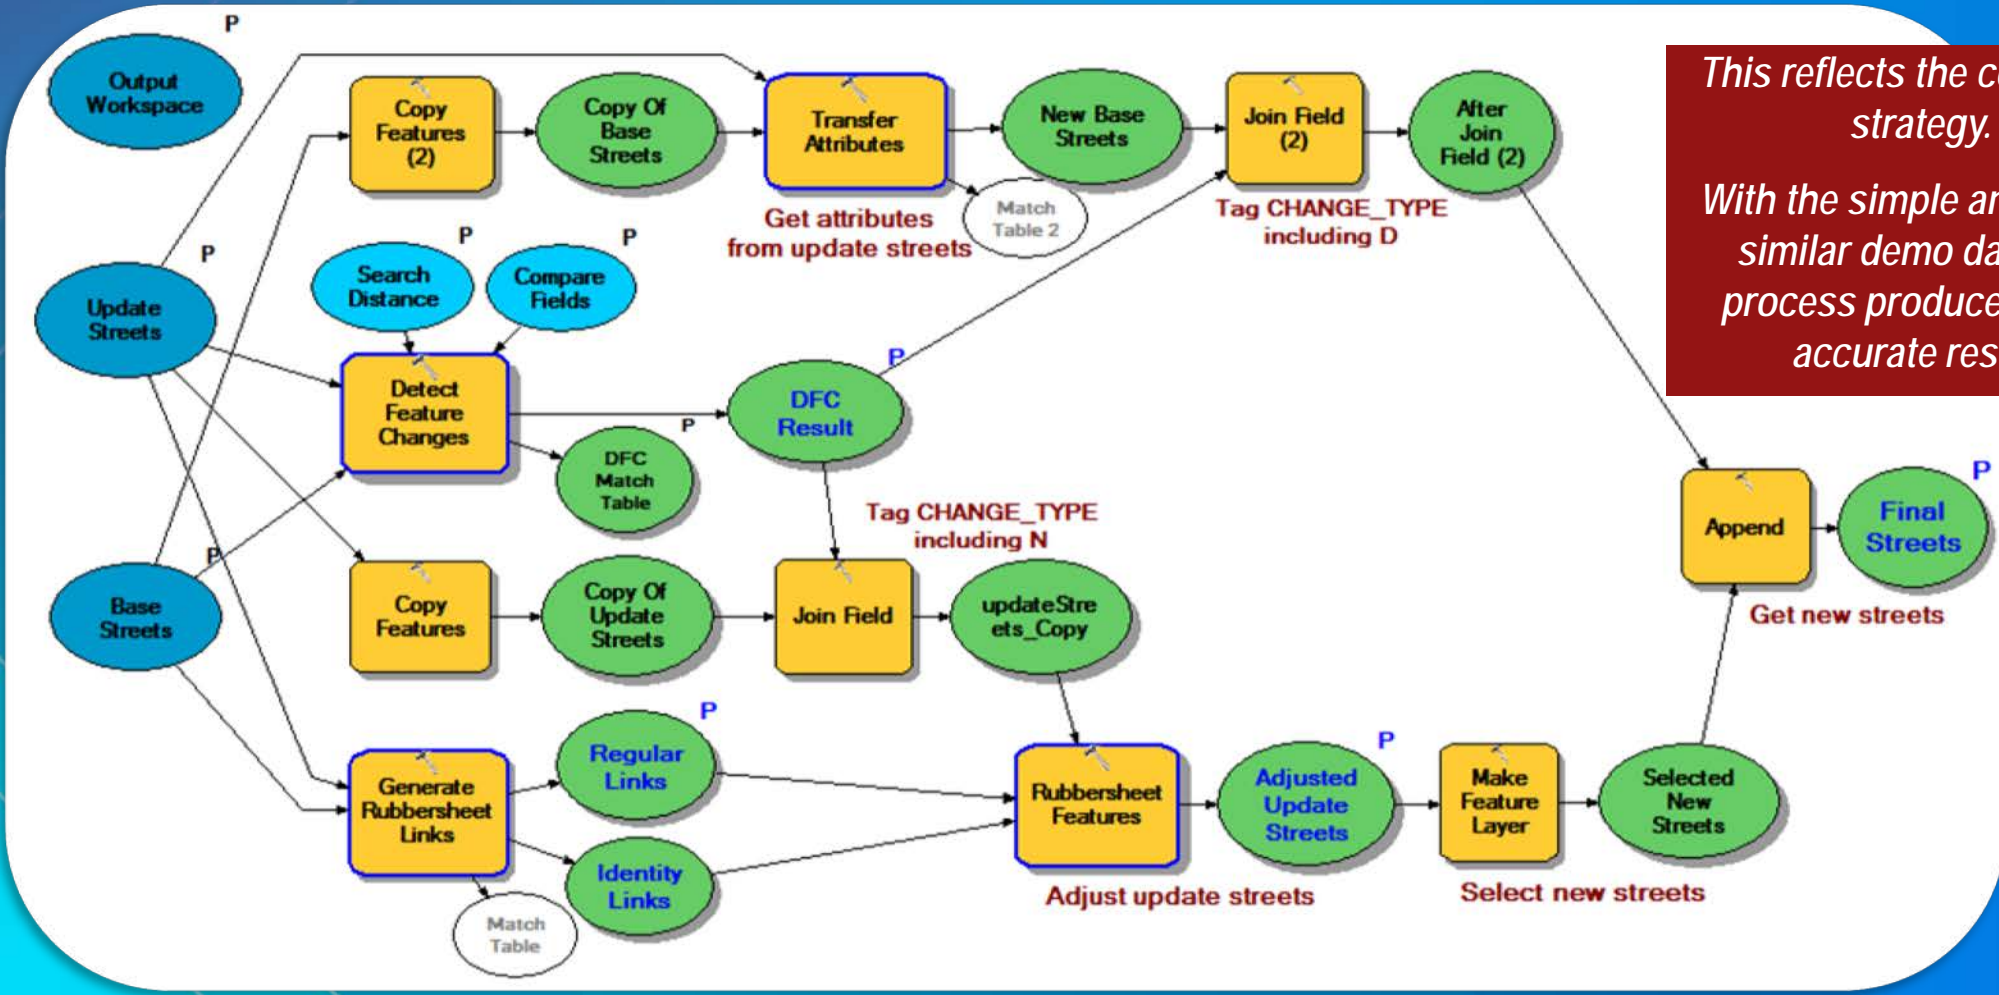 P
Output
Workspace
Copy
Features
(2)
Copy Of
Base
Streets
Transfer
Attributes
New Base
Streets
Join Field
(2)
After
Join
Field (2)
Get attributes
from update streets
Match
Table 2
Tag CHANGE_TYPE
including D
This reflects the
strategy.
With the simple
similar demo
process
accurate
P
Update
Streets
P
Search
Distance
P
Compare
Fields
Detect
Feature
Changes
P
DFC
Result
P
DFC
Match
Table
Tag CHANGE_TYPE
including N
P
Base
Streets
Copy
Features
Copy Of
Update
Streets
Join Field
updateStre
ets_Copy
Append
P
Final
Streets
Get new streets
Generate
Rubbersheet
Links
P
Regular
Links
Identity
Links
Match
Table
Rubbersheet
Features
Adjust update streets
P
Adjusted
Update
Streets
Make
Feature
Layer
Select new streets
Selected
New
Streets